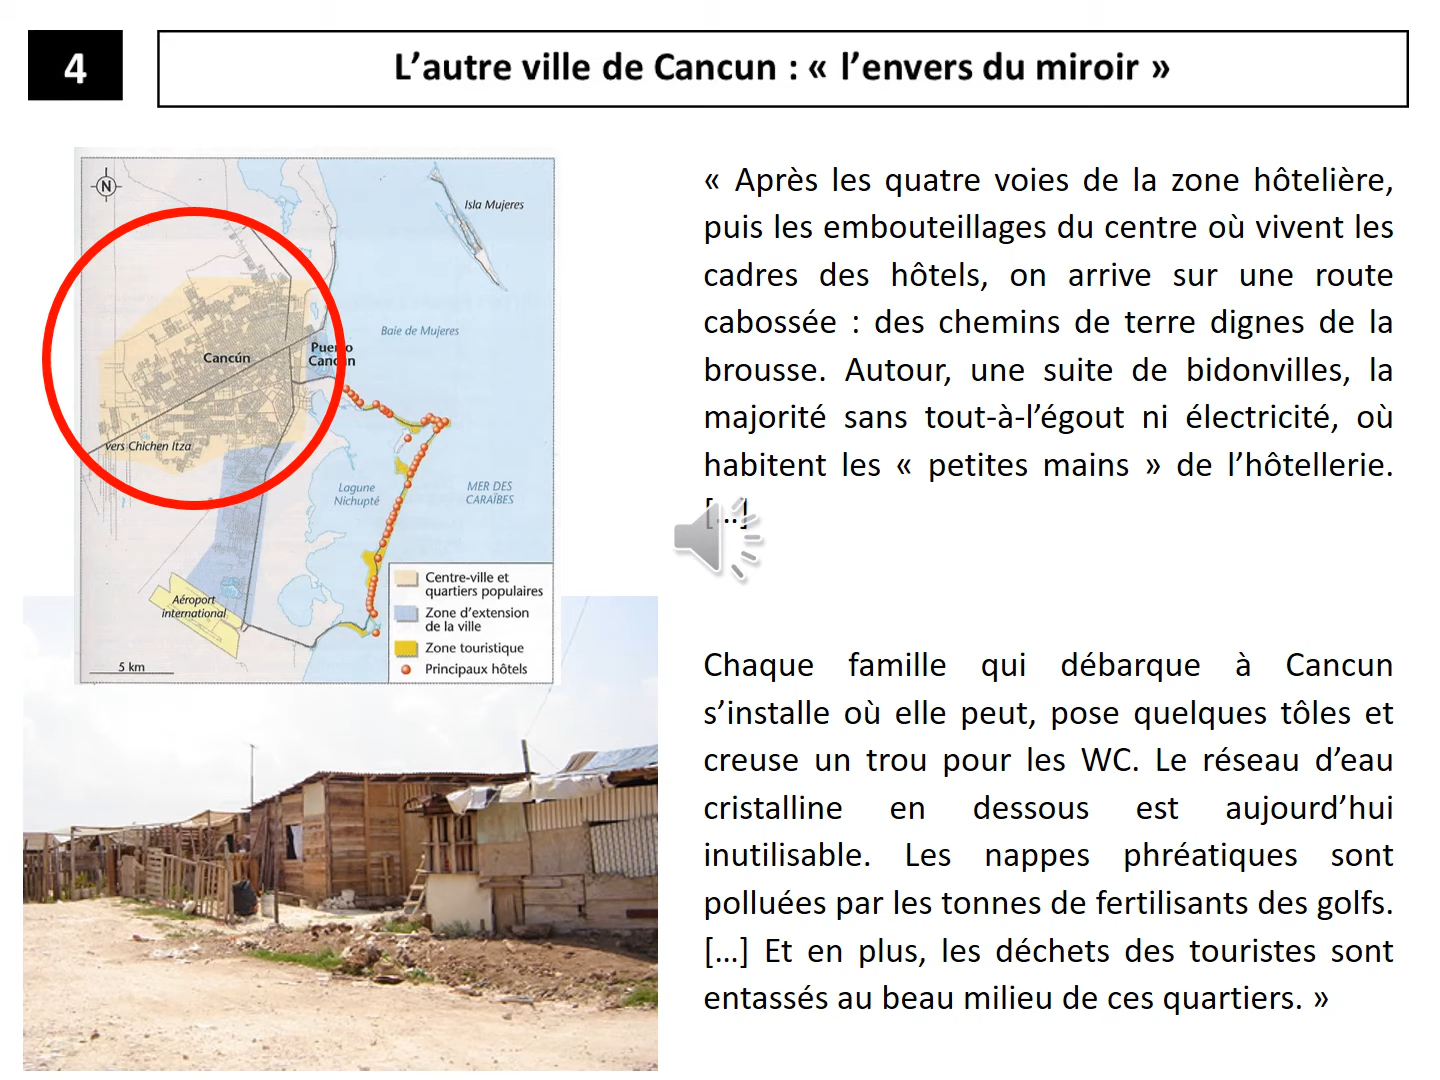 4
L’autre ville de Cancun : « l’envers du miroir »
N
Isla Mujeres
Baie de Mujeres
Puerto
Cancún
Cancún
vers Chichen Itza
Lagune
Nichupté
MER DES
CARAÏBES
Aéroport
international
5 km
Centre-ville et
quartiers populaires
Zone d’extension
de la ville
Zone touristique
Principaux hôtels
« Après les quatre voies de la zone hôtelière,
puis les embouteillages du centre où vivent les
cadres des hôtels, on arrive sur une route
cabossée : des chemins de terre dignes de la
brousse. Autour, une suite de bidonvilles, la
majorité sans tout-à-l’égout ni électricité, où
habitent les « petites mains » de l’hôtellerie.
[…]
Chaque famille qui débarque à Cancun
s’installe où elle peut, pose quelques tôles et
creuse un trou pour les WC. Le réseau d’eau
cristalline en dessous est aujourd’hui
inutilisable. Les nappes phréatiques sont
polluées par les tonnes de fertilisants des golfs.
[…] Et en plus, les déchets des touristes sont
entassés au beau milieu de ces quartiers. »